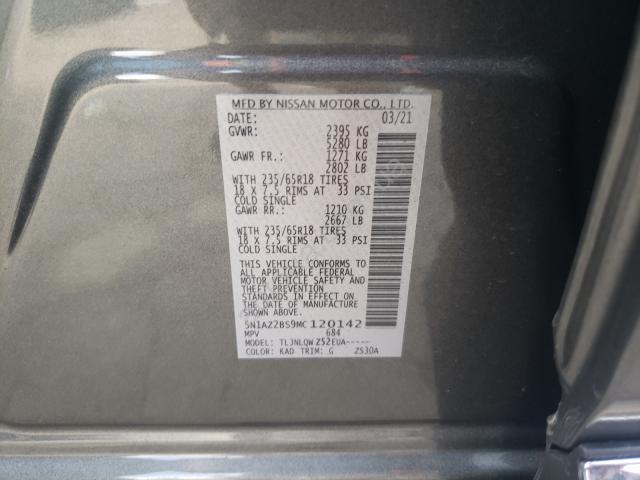 MFD BY NISSAN MOTOR CO., LTD.
DATE: 03/21
GVWR: 2395 KG
5280 LB
GAWR FR.: 1271 KG
2802 LB
WITH 235/65R18 TIRES
18 X 7.5 RIMS AT 33 PSI
COLD SINGLE
GAWR RR.: 1210 KG
2667 LB
WITH 235/65R18 TIRES
18 X 7.5 RIMS AT 33 PSI
COLD SINGLE
THIS VEHICLE CONFORMS TO
ALL APPLICABLE FEDERAL
MOTOR VEHICLE SAFETY AND
THEFT PREVENTION
STANDARDS IN EFFECT ON
THE DATE OF MANUFACTURE
SHOWN ABOVE.
5N1AZ2BS9MC120142
MPV 684
MODEL: TLJNLQWZ52EUA-----
COLOR: KAD TRIM: G ZS30A